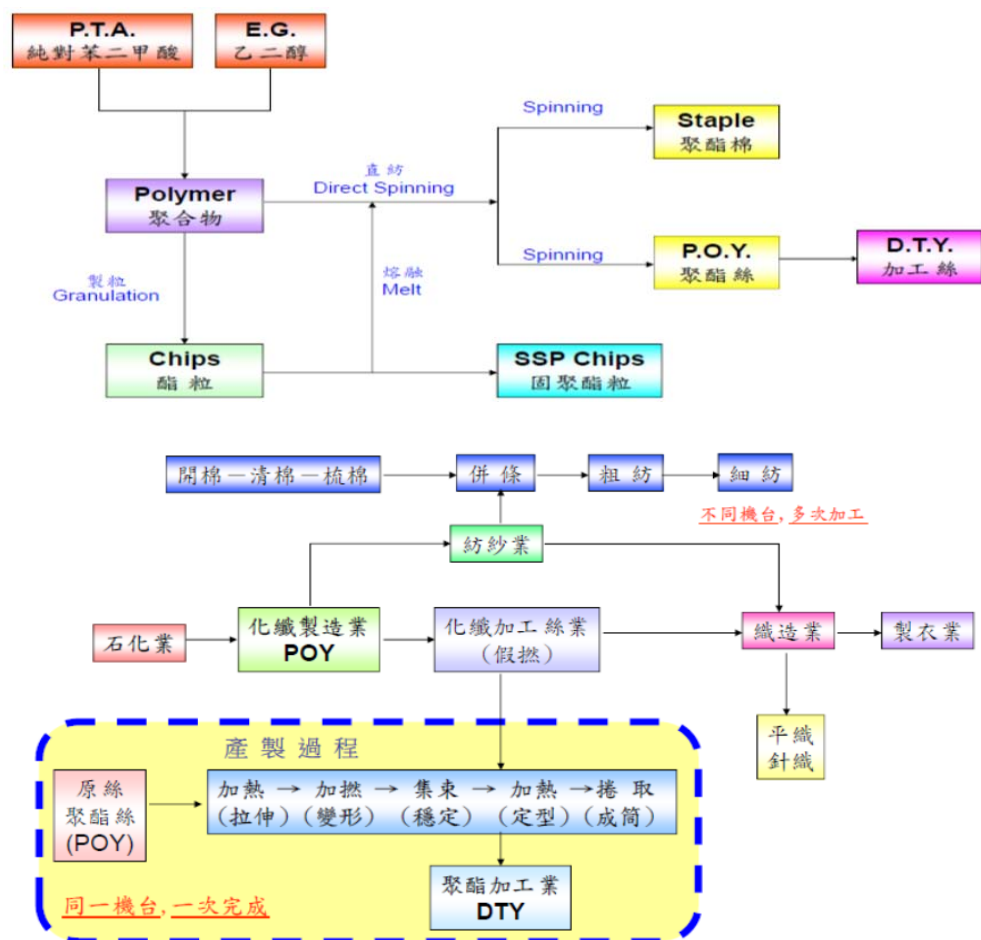 P.T.A.
純對苯二甲酸
E.G.
乙二醇
Spinning
Staple
聚酯棉
直紡
Direct Spinning
Polymer
聚合物
Spinning
P.O.Y.
聚酯絲
D.T.Y.
加工絲
製粒
Granulation
熔融
Melt
Chips
酯粒
SSP Chips
固聚酯粒
開棉－清棉－梳棉
併條
粗紡
細紡
不同機台,多次加工
紡紗業
石化業
化纖製造業
POY
化纖加工絲業
(假撚)
織造業
製衣業
平織
針織
產製過程
原絲
聚酯絲
(POY)
加熱→加撚→集束→加熱→捲取
(拉伸)(變形)(穩定)(定型)(成筒)
聚酯加工業
DTY
同一機台,一次完成